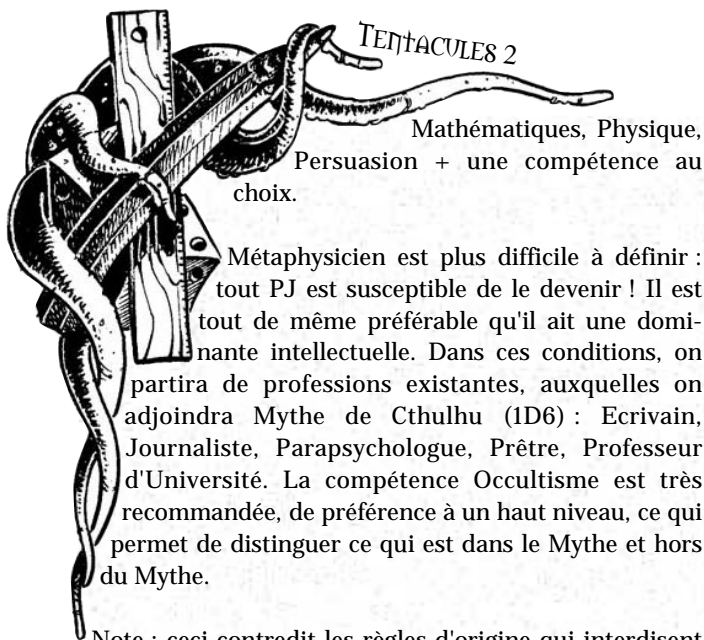 TENTACULES 2
Mathématiques, Physique,
Persuasion + une compétence au
choix.
Métaphysicien est plus difficile à définir :
tout PJ est susceptible de le devenir ! Il est
tout de même préférable qu'il ait une domi-
nante intellectuelle. Dans ces conditions, on
partira de professions existantes, auxquelles on
adjoindra Mythe de Cthulhu (1D6) : Ecrivain,
Journaliste, Parapsychologue, Prêtre, Professeur
d'Université. La compétence Occultisme est très
recommandée, de préférence à un haut niveau, ce qui
permet de distinguer ce qui est dans le Mythe et hors
du Mythe.
Note : ceci contredit les règles d'origine qui interdisent